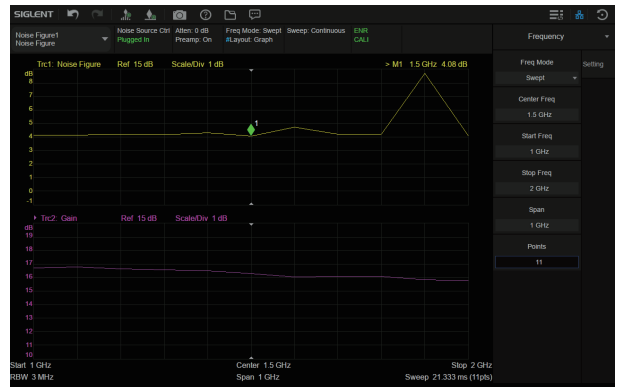 SIGLENT
Noise Figure1
Noise Figure
Noise Source Ctrl
Plugged In
Atten: 0 dB
Preamp: On
Freq Mode: Swept
#Layout: Graph
Sweep: Continuous
ENR
CALI
Frequency
Trc1: Noise Figure Ref 15 dB Scale/Div 1 dB
> M1 1.5 GHz 4.08 dB
dB
8
7
6
5
4
3
2
1
0
-1
1
Trc2: Gain Ref 15 dB Scale/Div 1 dB
dB
19
18
17
16
15
14
13
12
11
10
Start 1 GHz Center 1.5 GHz Stop 2 GHz
RBW 3 MHz Span 1 GHz Sweep 21.333 ms (11pts)
Freq Mode
Swept
Setting
Center Freq
1.5 GHz
Start Freq
1 GHz
Stop Freq
2 GHz
Span
1 GHz
Points
11